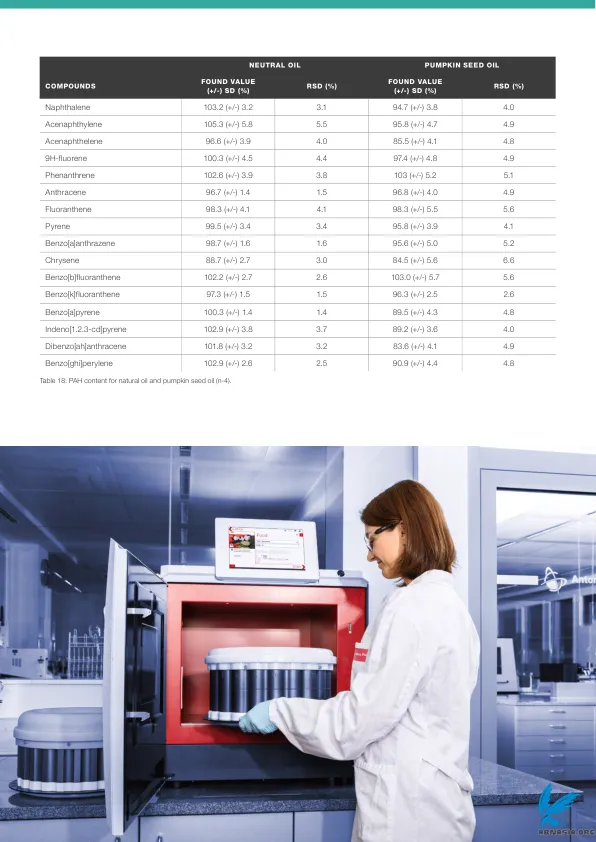 NEUTRAL OIL PUMPKIN SEED OIL
COMPOUNDS FOUND VALUE (+/-) SD (%) RSD (%) FOUND VALUE (+/-) SD (%) RSD (%)
Naphthalene 103.2 (+/-) 3.2 3.1 94.7 (+/-) 3.8 4.0
Acenaphthylene 105.3 (+/-) 5.8 5.5 95.8 (+/-) 4.7 4.9
Acenaphthelene 96.6 (+/-) 3.9 4.0 85.5 (+/-) 4.1 4.8
9H-fluorene 100.3 (+/-) 4.5 4.4 97.4 (+/-) 4.8 4.9
Phenanthrene 102.6 (+/-) 3.9 3.8 103 (+/-) 5.2 5.1
Anthracene 96.7 (+/-) 1.4 1.5 96.8 (+/-) 4.0 4.9
Fluoranthene 98.3 (+/-) 4.1 4.1 98.3 (+/-) 5.5 5.6
Pyrene 99.5 (+/-) 3.4 3.4 95.8 (+/-) 3.9 4.1
Benzo[a]anthrazene 98.7 (+/-) 1.6 1.6 95.6 (+/-) 5.0 5.2
Chrysene 88.7 (+/-) 2.7 3.0 84.5 (+/-) 5.6 6.6
Benzo[b]fluoranthene 102.2 (+/-) 2.7 2.6 103.0 (+/-) 5.7 5.6
Benzo[k]fluoranthene 97.3 (+/-) 1.5 1.5 96.3 (+/-) 2.5 2.6
Benzo[a]pyrene 100.3 (+/-) 1.4 1.4 89.5 (+/-) 4.3 4.8
Indeno[1.2.3-cd]pyrene 102.9 (+/-) 3.8 3.7 89.2 (+/-) 3.6 4.0
Dibenzo[ah]anthracene 101.8 (+/-) 3.2 3.2 83.6 (+/-) 4.1 4.9
Benzo[ghi]perylene 102.9 (+/-) 2.6 2.5 90.9 (+/-) 4.4 4.8
Table 18: PAH content for natural oil and pumpkin seed oil (n-4).
Food
Anton